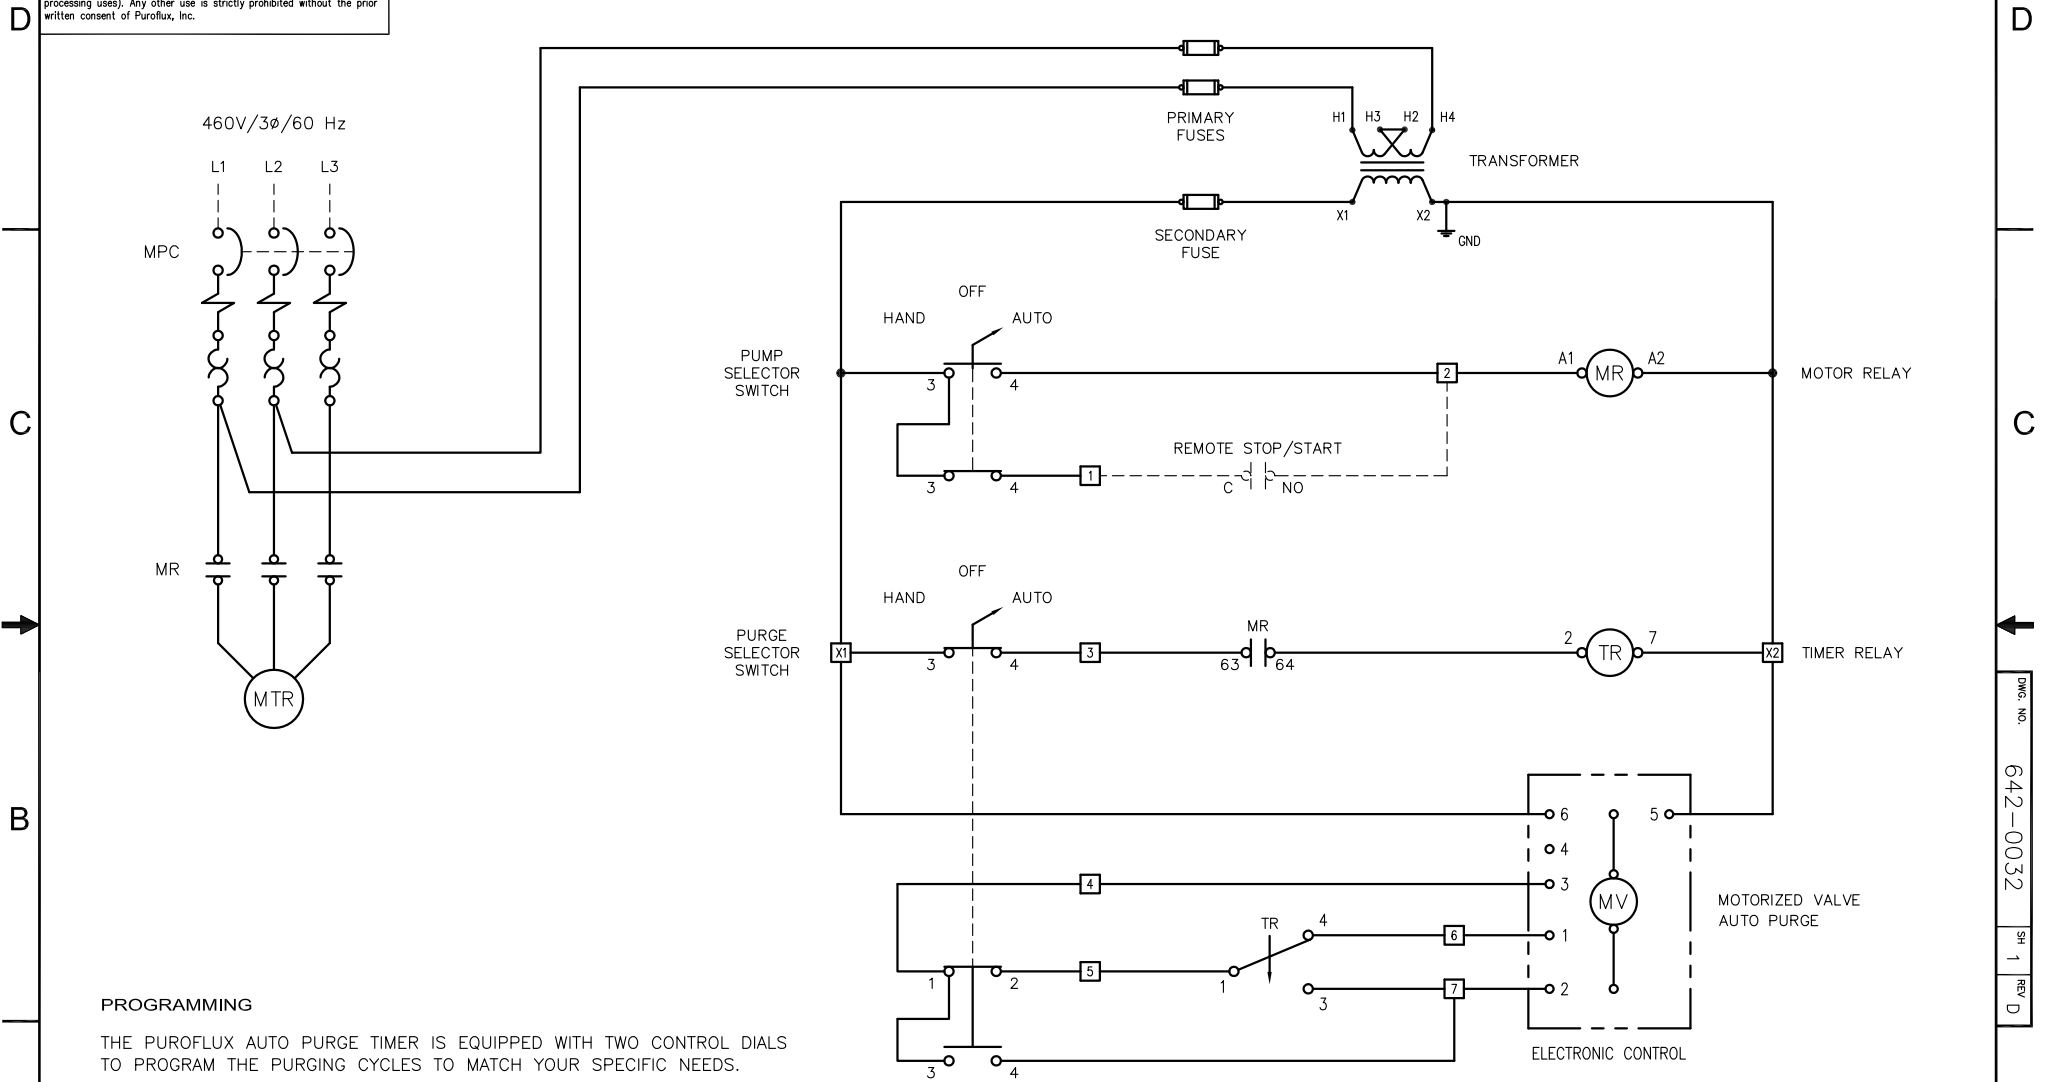 D
processing uses). Any other use is strictly prohibited without the prior
written consent of Puroflux, Inc.
D
PRIMARY
FUSES
H1 H3 H2 H4
TRANSFORMER
460V/3ø/60 Hz
L1 L2 L3
X1 X2
GND
SECONDARY
FUSE
MPC
OFF
HAND AUTO
PUMP
SELECTOR
SWITCH
3 4
2
A1 MR A2
MOTOR RELAY
C
C
REMOTE STOP/START
3 4
1
C NO
MR
OFF
HAND AUTO
PURGE
SELECTOR
SWITCH
X1
3 4
3
MR
63 64
2 TR 7
X2
TIMER RELAY
MTR
DWG. NO.
642-0032
SH 1
REV D
B
6 5
4
4
3
MV
MOTORIZED VALVE
AUTO PURGE
TR
4
6
1
1 2
5
1
3
7
2
ELECTRONIC CONTROL
3 4
PROGRAMMING
THE PUROFLUX AUTO PURGE TIMER IS EQUIPPED WITH TWO CONTROL DIALS
TO PROGRAM THE PURGING CYCLES TO MATCH YOUR SPECIFIC NEEDS.